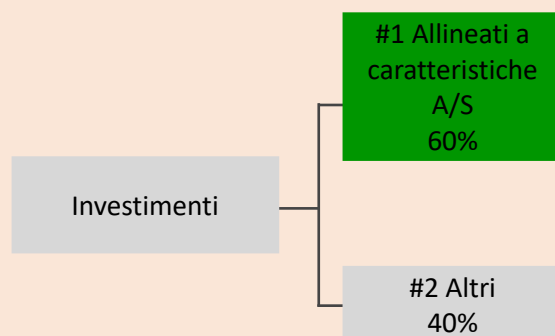 #1 Allineati a
caratteristiche
A/S
60%
Investimenti
#2 Altri
40%